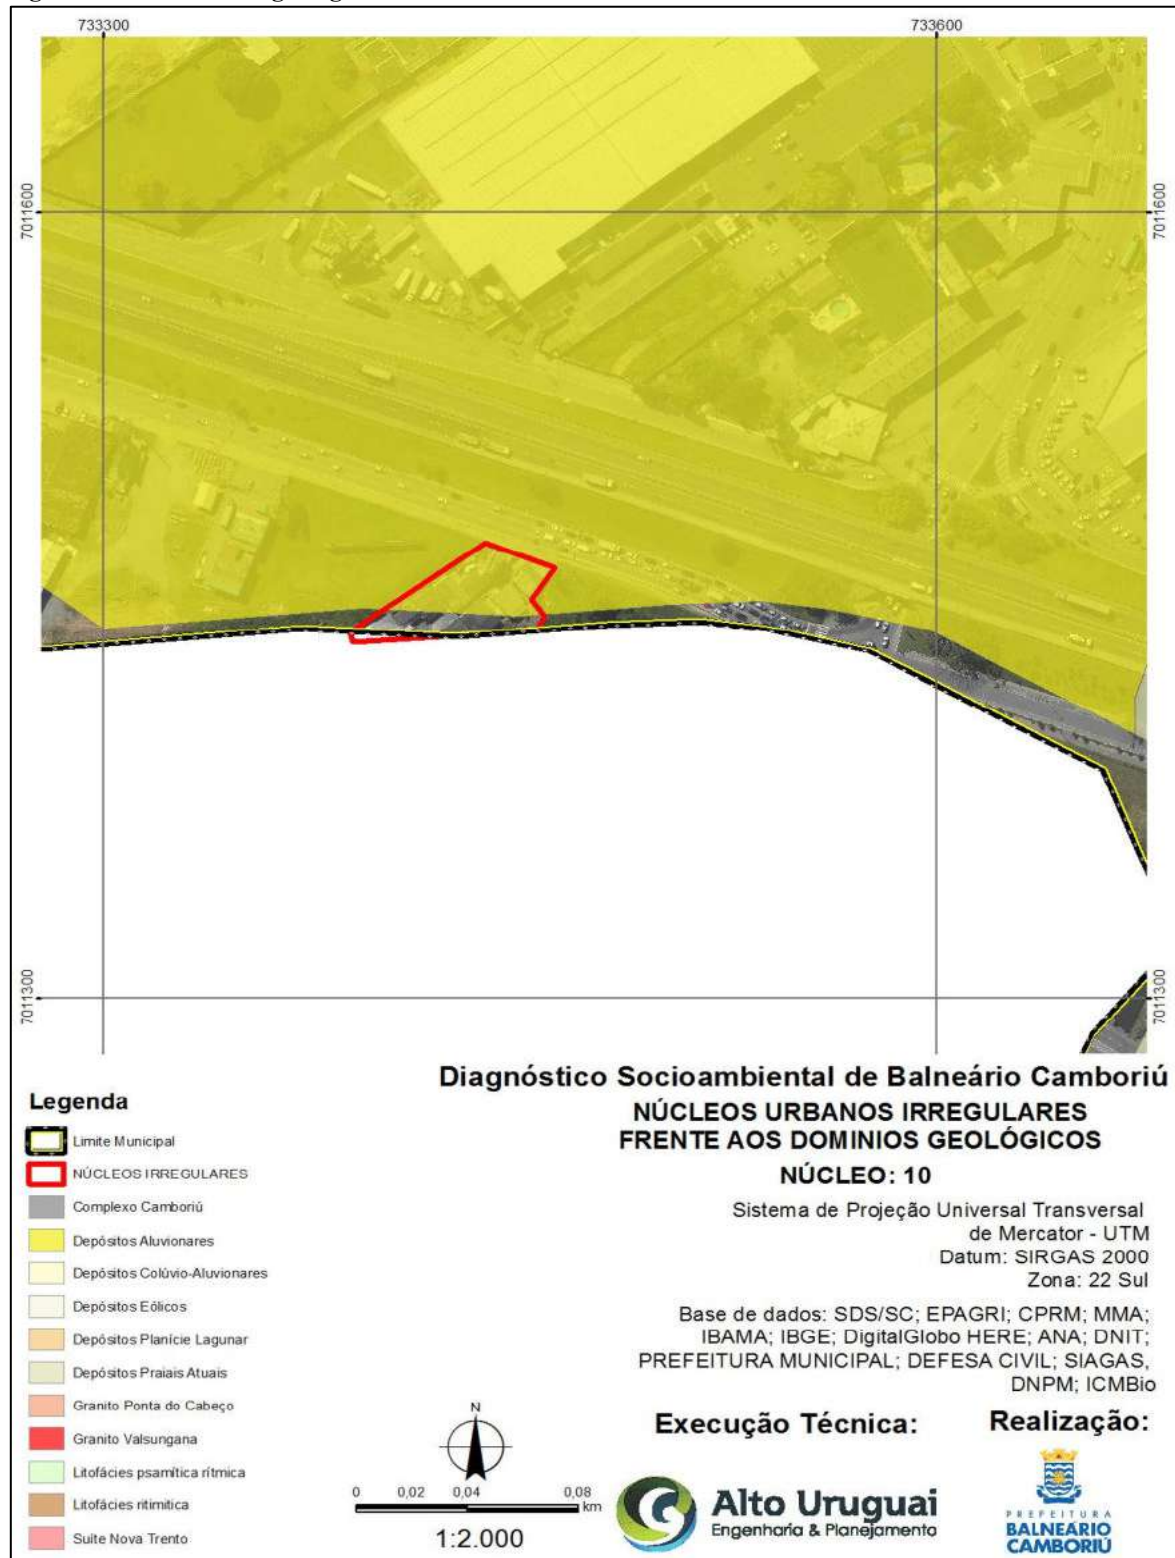 733300
733600
7011600
7011600
7011300
7011300
Diagnóstico Socioambiental de Balneário Camboriú
NÚCLEOS URBANOS IRREGULARES
FRENTE AOS DOMINIOS GEOLÓGICOS
NÚCLEO: 10
Sistema de Projeção Universal Transversal
de Mercator - UTM
Datum: SIRGAS 2000
Zona: 22 Sul
Base de dados: SDS/SC; EPAGRI; CPRM; MMA;
IBAMA; IBGE; DigitalGlobo HERE; ANA; DNIT;
PREFEITURA MUNICIPAL; DEFESA CIVIL; SIAGAS,
DNPM; ICMBio
Legenda
Limite Municipal
NÚCLEOS IRREGULARES
Complexo Camboriú
Depósitos Aluvionares
Depósitos Colúvio-Aluvionares
Depósitos Eólicos
Depósitos Planície Lagunar
Depósitos Praiais Atuais
Granito Ponta do Cabeço
Granito Valsungana
Litofácies psamítica rítmica
Litofácies ritimitica
Suíte Nova Trento
N
0 0,02 0,04 0,08
km
1:2.000
Execução Técnica:
Alto Uruguai
Engenharia & Planejamento
Realização:
PREFEITURA
BALNEÁRIO
CAMBORIÚ